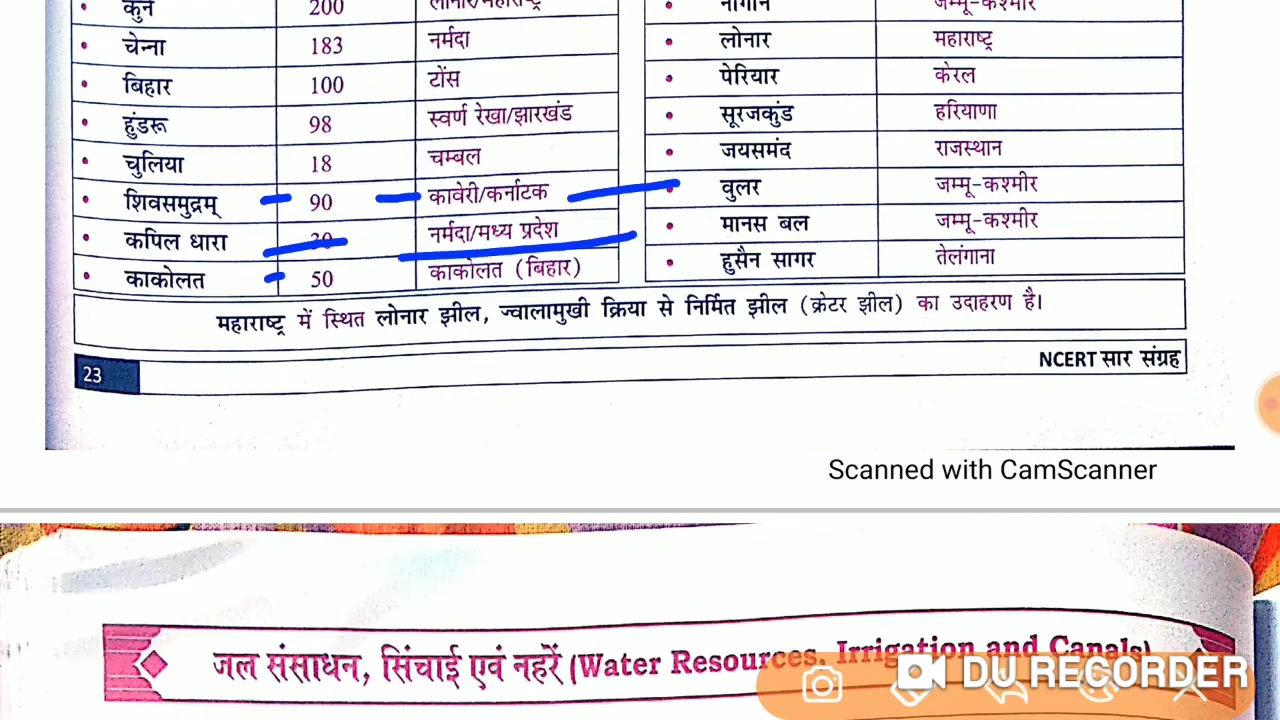 कुन 200 लोनार/महाराष्ट्र
चेन्ना 183 नर्मदा
बिहार 100 टोंस
हुंडरू 98 स्वर्ण रेखा/झारखंड
चुलिया 18 चम्बल
शिवसमुद्रम् 90 कावेरी/कर्नाटक
कपिल धारा नर्मदा/मध्य प्रदेश
काकोलत 50 काकोलत (बिहार)
जम्मू-कश्मीर
लोनार महाराष्ट्र
पेरियार केरल
सूरजकुंड हरियाणा
जयसमंद राजस्थान
वुलर जम्मू-कश्मीर
मानस बल जम्मू-कश्मीर
हुसैन सागर तेलंगाना
महाराष्ट्र में स्थित लोनार झील, ज्वालामुखी क्रिया से निर्मित झील (क्रेटर झील) का उदाहरण है।
23 NCERT सार संग्रह
Scanned with CamScanner
जल संसाधन, सिंचाई एवं नहरें (Water Resources, Irrigation and Canals)
DU RECORDER